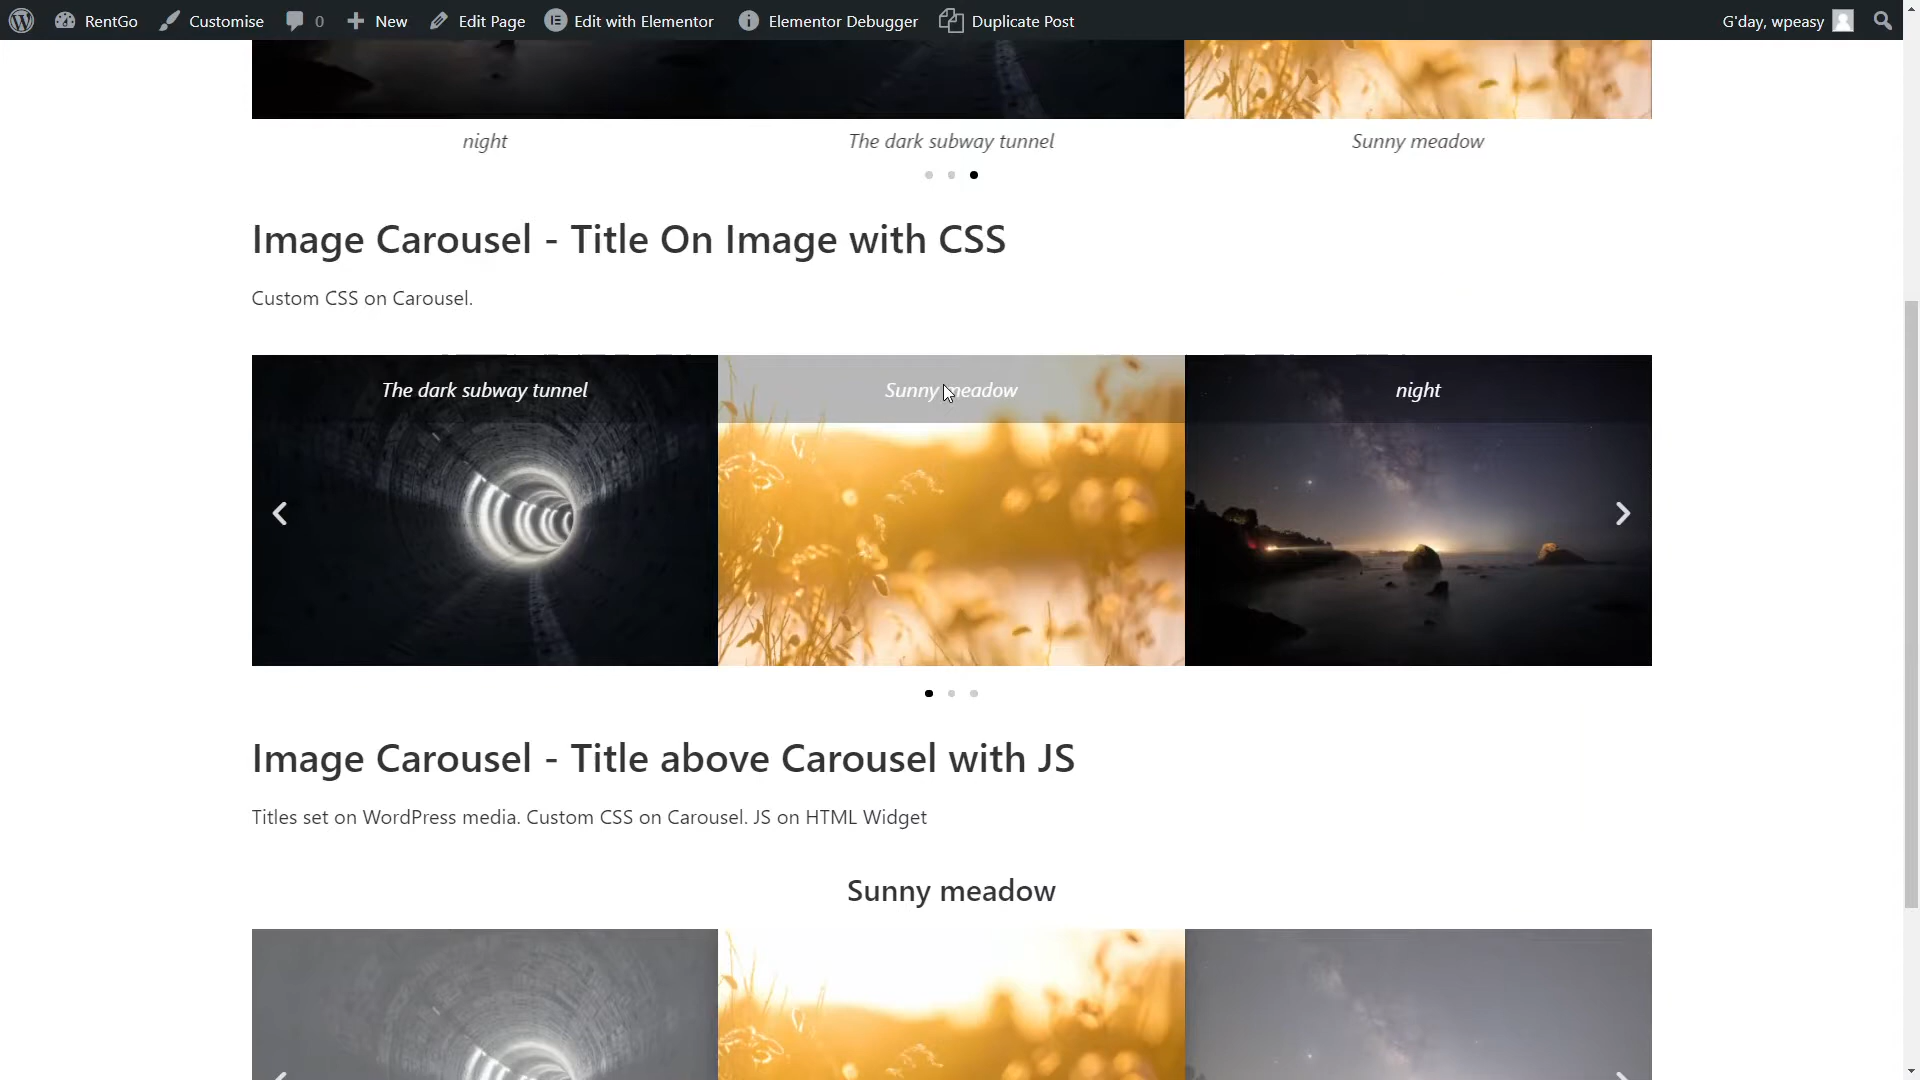 RentGo Customise 0 New Edit Page Edit with Elementor Elementor Debugger Duplicate Post G'day, wpeasy
night The dark subway tunnel Sunny meadow
Image Carousel - Title On Image with CSS
Custom CSS on Carousel.
The dark subway tunnel Sunny meadow night
Image Carousel - Title above Carousel with JS
Titles set on WordPress media. Custom CSS on Carousel. JS on HTML Widget
Sunny meadow